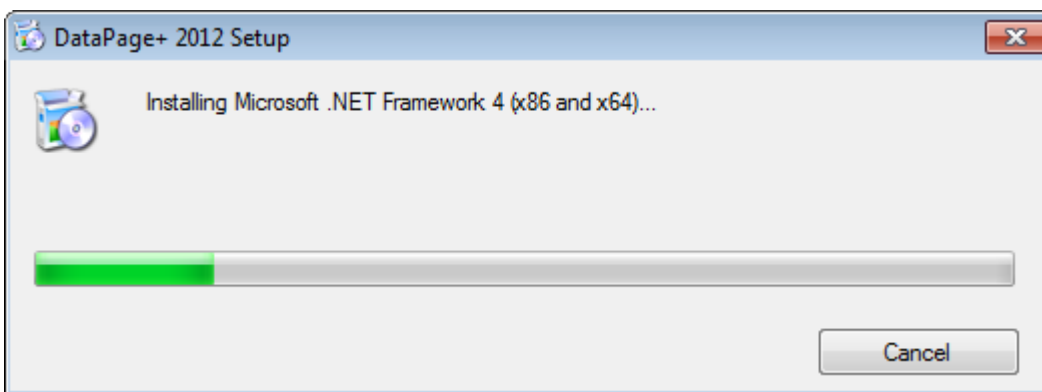 DataPage+ 2012 Setup
Installing Microsoft .NET Framework 4 (x86 and x64)...
Cancel